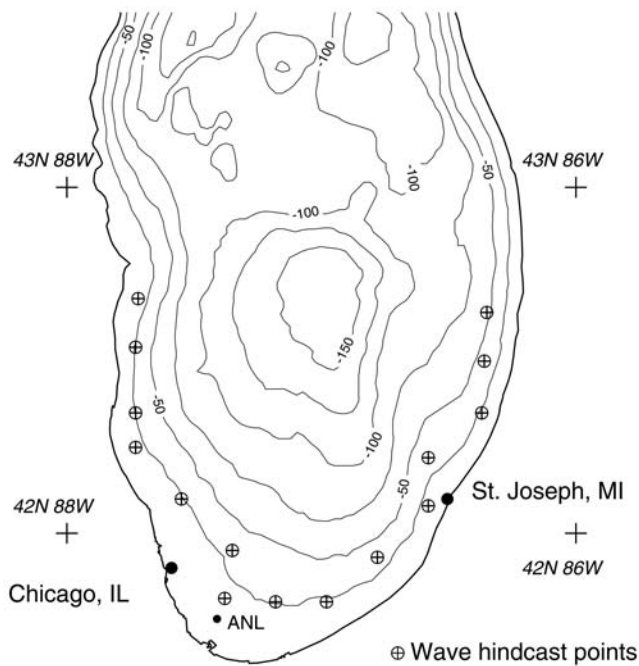 -50
-100
-100
43N 88W
43N 86W
-50
-100
-100
-150
-50
-100
-50
42N 88W
St. Joseph, MI
42N 86W
Chicago, IL
ANL
Wave hindcast points